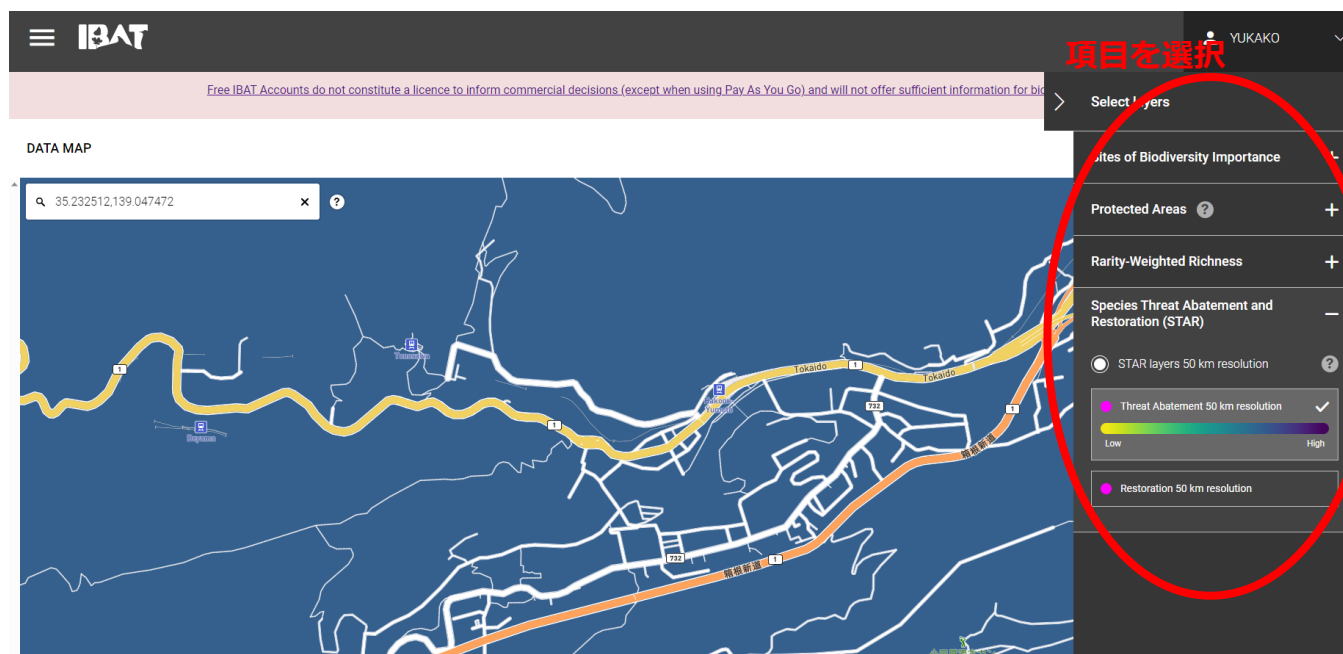 IBAT
YUKAKO
項目を選択
Free IBAT Accounts do not constitute a licence to inform commercial decisions (except when using Pay As You Go) and will not offer sufficient information for bio
Select layers
DATA MAP
Sites of Biodiversity Importance
35.232512,139.047472
?
Protected Areas ?
Rarity-Weighted Richness
Species Threat Abatement and
Restoration (STAR)
STAR layers 50 km resolution ?
Threat Abatement 50 km resolution
Low High
Restoration 50 km resolution
1
Tokaido
1
Tokaido
732
1
1
箱根新道
732
1
箱根新道